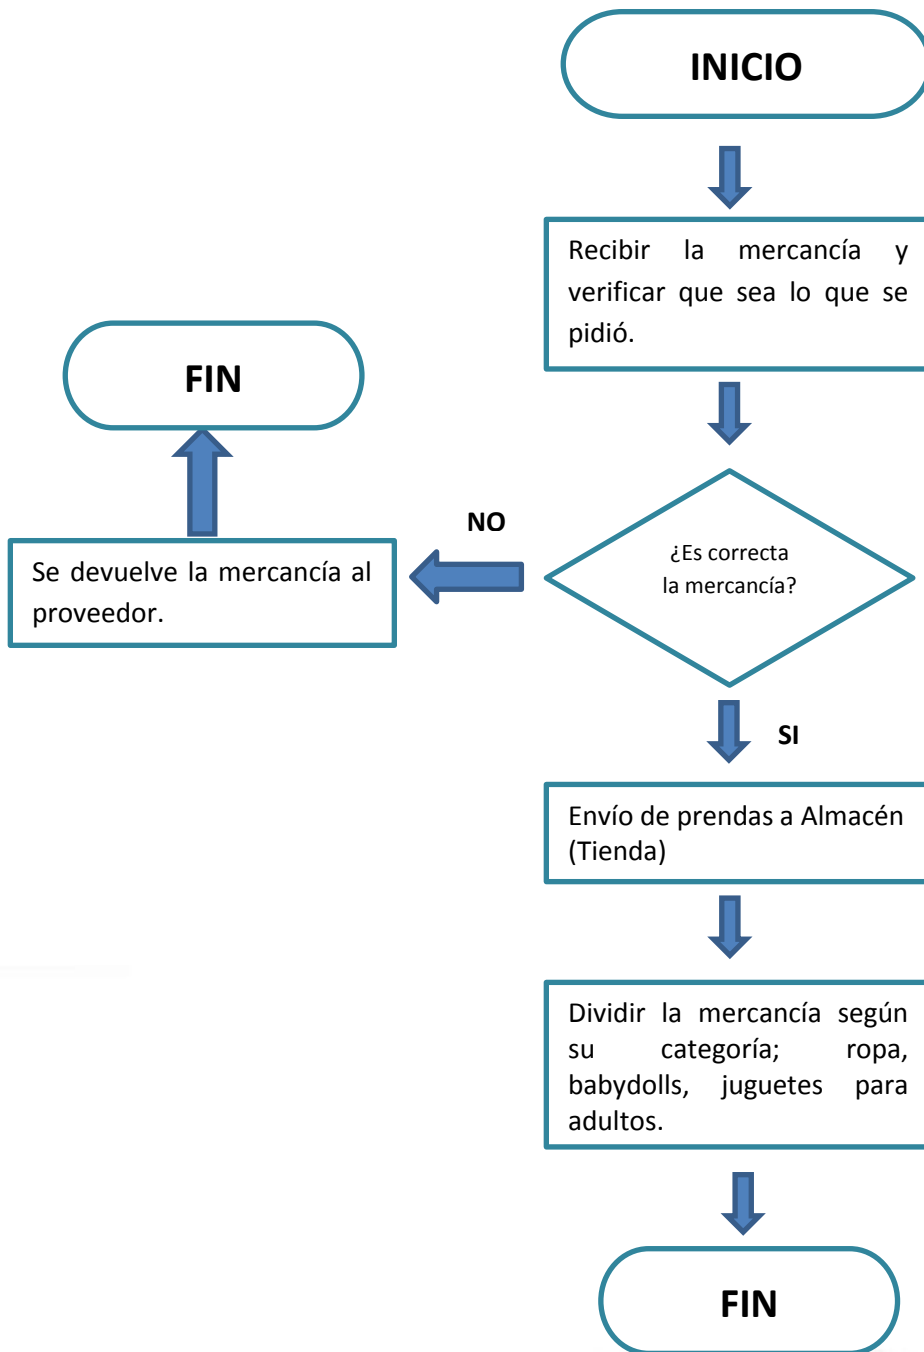 INICIO
Recibir la mercancía y
verificar que sea lo que se
pidió.
FIN
NO
¿Es correcta
la mercancía?
Se devuelve la mercancía al
proveedor.
SI
Envío de prendas a Almacén
(Tienda)
Dividir la mercancía según
su categoría; ropa,
babydolls, juguetes para
adultos.
FIN